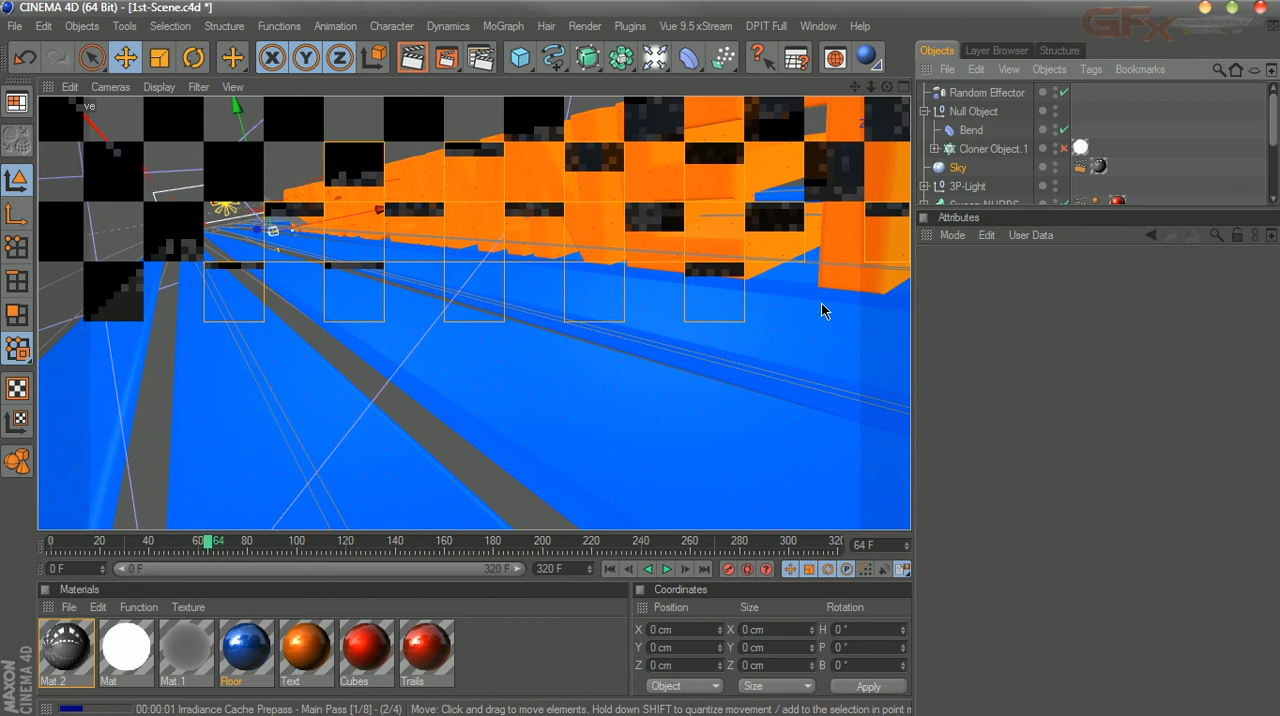 CINEMA 4D (64 Bit) - [1st-Scene.c4d *]
File Edit Objects Tools Selection Structure Functions Animation Character Dynamics MoGraph Hair Render Plugins Vue 9.5xStream DPIT Full Window Help
GFx
Objects Layer Browser Structure
File Edit View Objects Tags Bookmarks
Edit Cameras Display Filter View
ve
Random Effector
Null Object
Bend
Cloner Object.1
Sky
3P-Light
Attributes
Mode Edit User Data
0 20 40 60 64 80 100 120 140 160 180 200 220 240 260 280 300 32 64 F
0 F 0 F 320 F 320 F
Materials
File Edit Function Texture
Mat.2 Mat Mat.1 Floor Text Cubes Trails
Coordinates
Position Size Rotation
X 0 cm X 0 cm H 0 °
Y 0 cm Y 0 cm P 0 °
Z 0 cm Z 0 cm B 0 °
Object Size Apply
MAXON
CINEMA 4D
00:00:01 Irradiance Cache Prepass - Main Pass [1/8] - (2/4) Move: Click and drag to move elements. Hold down SHIFT to quantize movement / add to the selection in point m